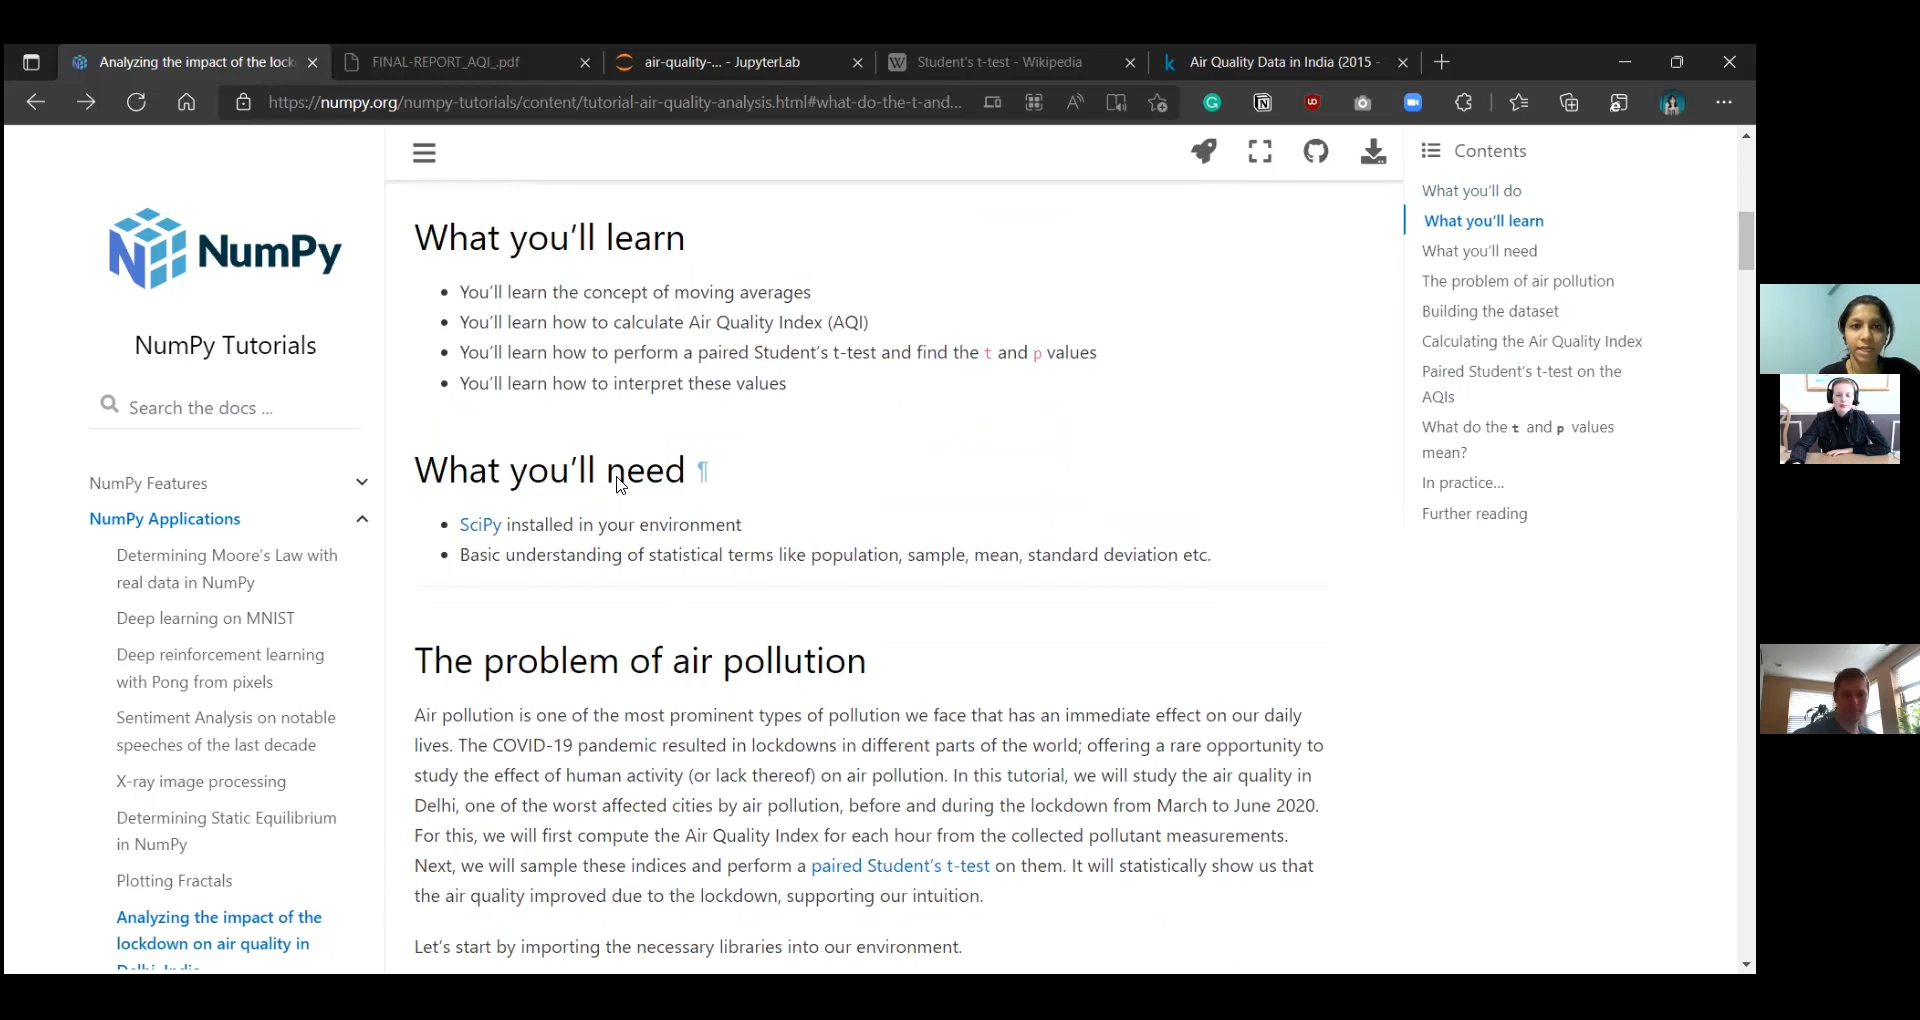 Analyzing the impact of the lock
FINAL-REPORT_AQI_.pdf
air-quality-... - JupyterLab
Student's t-test - Wikipedia
Air Quality Data in India (2015 -
https://numpy.org/numpy-tutorials/content/tutorial-air-quality-analysis.html#what-do-the-t-and...
NumPy
NumPy Tutorials
Search the docs ...
NumPy Features
NumPy Applications
Determining Moore's Law with
real data in NumPy
Deep learning on MNIST
Deep reinforcement learning
with Pong from pixels
Sentiment Analysis on notable
speeches of the last decade
X-ray image processing
Determining Static Equilibrium
in NumPy
Plotting Fractals
Analyzing the impact of the
lockdown on air quality in
Delhi, India
What you'll learn
• You'll learn the concept of moving averages
• You'll learn how to calculate Air Quality Index (AQI)
• You'll learn how to perform a paired Student's t-test and find the t and p values
• You'll learn how to interpret these values
What you'll need ¶
• SciPy installed in your environment
• Basic understanding of statistical terms like population, sample, mean, standard deviation etc.
The problem of air pollution
Air pollution is one of the most prominent types of pollution we face that has an immediate effect on our daily
lives. The COVID-19 pandemic resulted in lockdowns in different parts of the world; offering a rare opportunity to
study the effect of human activity (or lack thereof) on air pollution. In this tutorial, we will study the air quality in
Delhi, one of the worst affected cities by air pollution, before and during the lockdown from March to June 2020.
For this, we will first compute the Air Quality Index for each hour from the collected pollutant measurements.
Next, we will sample these indices and perform a paired Student's t-test on them. It will statistically show us that
the air quality improved due to the lockdown, supporting our intuition.
Let's start by importing the necessary libraries into our environment.
Contents
What you'll do
What you'll learn
What you'll need
The problem of air pollution
Building the dataset
Calculating the Air Quality Index
Paired Student's t-test on the
AQIs
What do the t and p values
mean?
In practice...
Further reading